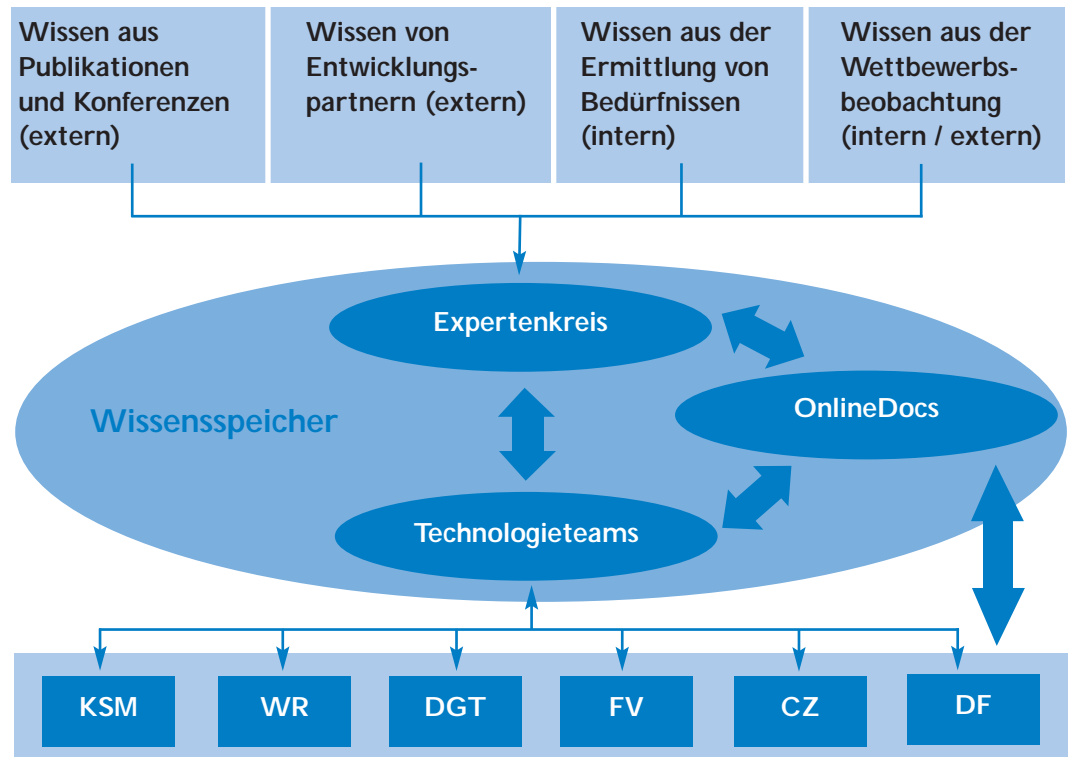 Wissen aus
Publikationen
und Konferenzen
(extern)
Wissen von
Entwicklungs-
partnern (extern)
Wissen aus der
Ermittlung von
Bedürfnissen
(intern)
Wissen aus der
Wettbewerbs-
beobachtung
(intern / extern)
Expertenkreis
OnlineDocs
Wissensspeicher
Technologieteams
KSM
WR
DGT
FV
CZ
DF